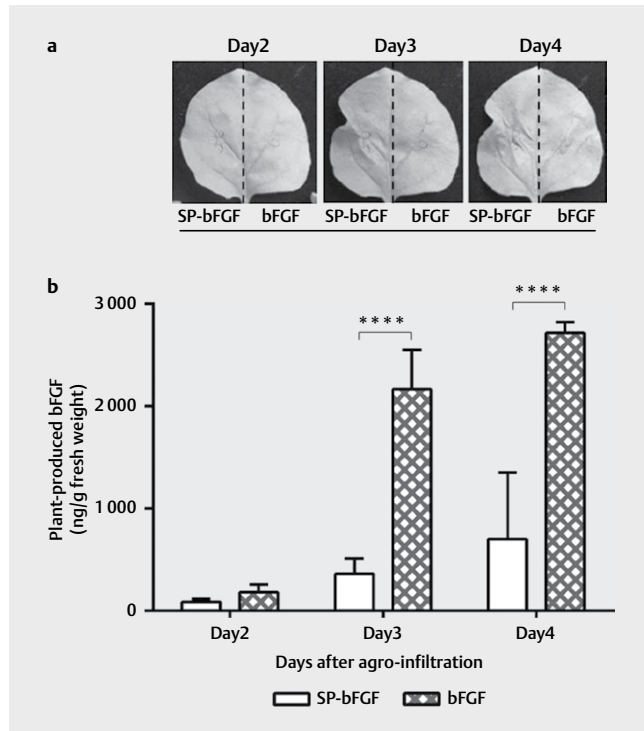 a
Day2 Day3 Day4
SP-bFGF bFGF SP-bFGF bFGF SP-bFGF bFGF
b
Plant-produced bFGF
(ng/g fresh weight)
3 000
2 000
1 000
0
****
****
Day2 Day3 Day4
Days after agro-infiltration
SP-bFGF bFGF